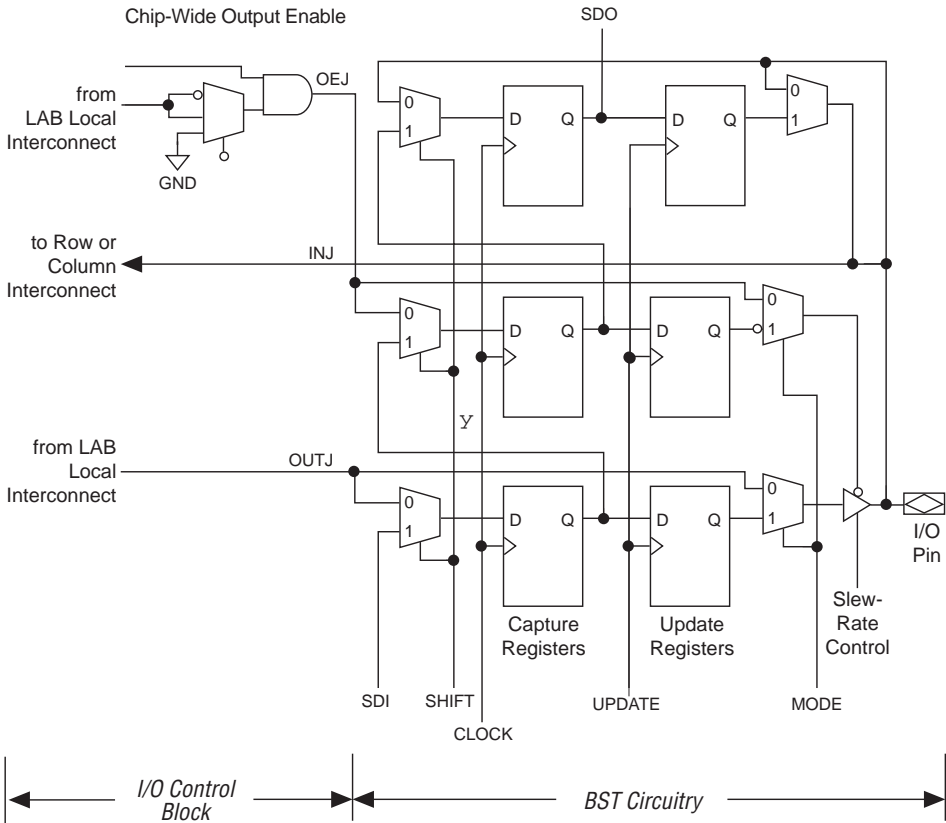 Chip-Wide Output Enable
SDO
OEJ
from
LAB Local
Interconnect
GND
0
1
D Q
D Q
0
1
to Row or
Column
Interconnect
INJ
0
1
D Q
D Q
0
1
Y
from LAB
Local
Interconnect
OUTJ
0
1
D Q
D Q
0
1
I/O
Pin
Capture
Registers
Update
Registers
Slew-
Rate
Control
SDI
SHIFT
CLOCK
UPDATE
MODE
I/O Control
Block
BST Circuitry